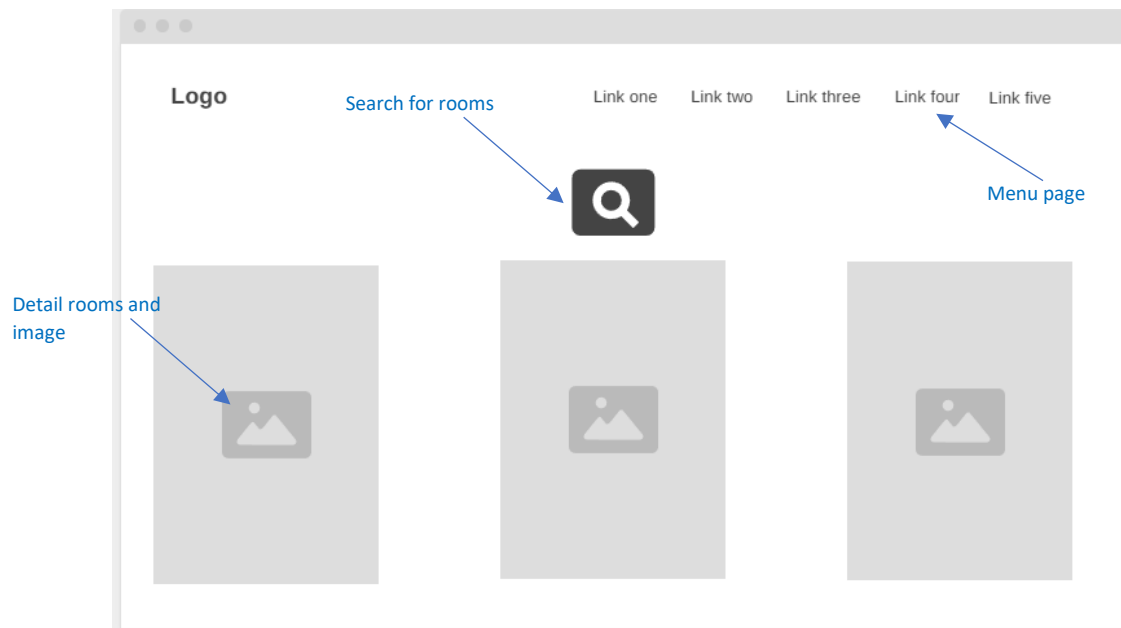 Logo
Search for rooms
Link one
Link two
Link three
Link four
Link five
Menu page
Detail rooms and
image